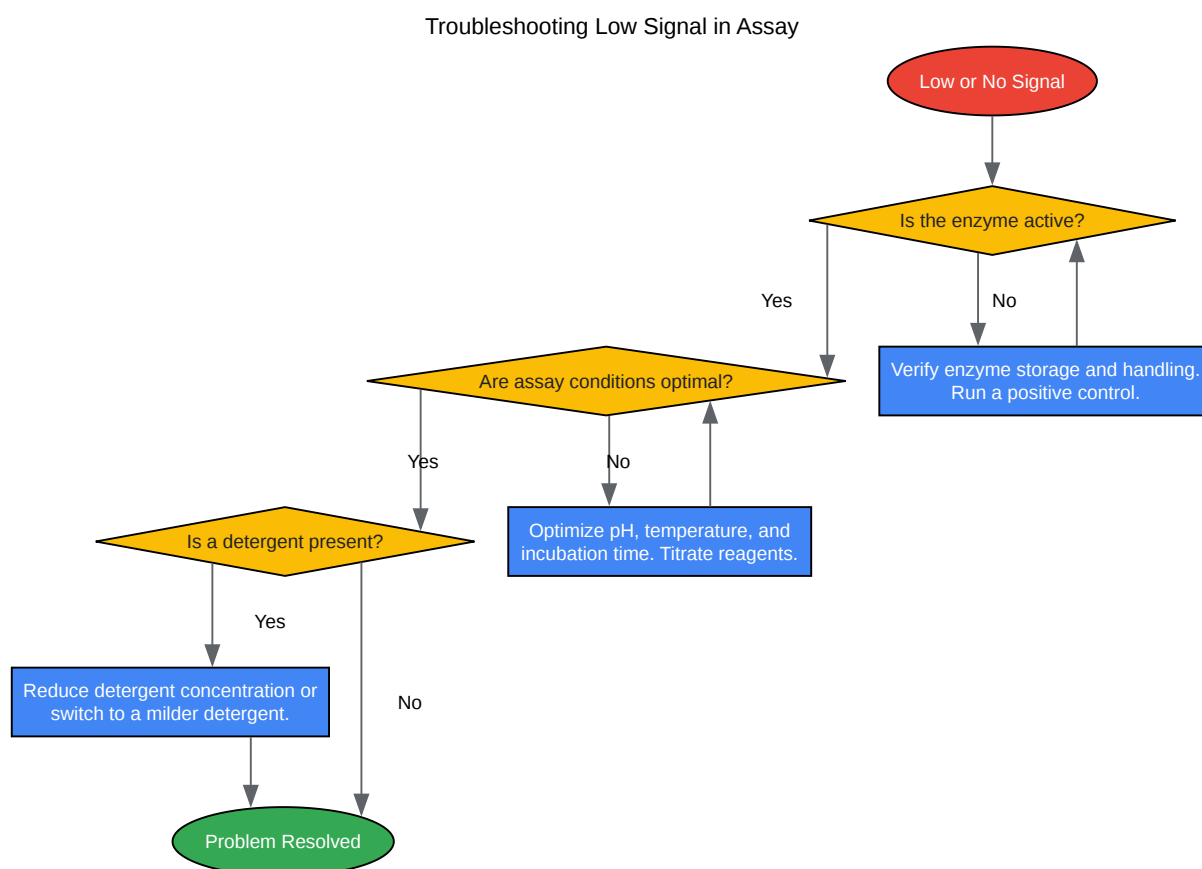 Troubleshooting Low Signal in Assay
Low or No Signal
Is the enzyme active?
Yes
No
Verify enzyme storage and handling.
Run a positive control.
Are assay conditions optimal?
Yes
No
Optimize pH, temperature, and
incubation time. Titrate reagents.
Is a detergent present?
Yes
No
Reduce detergent concentration or
switch to a milder detergent.
Problem Resolved